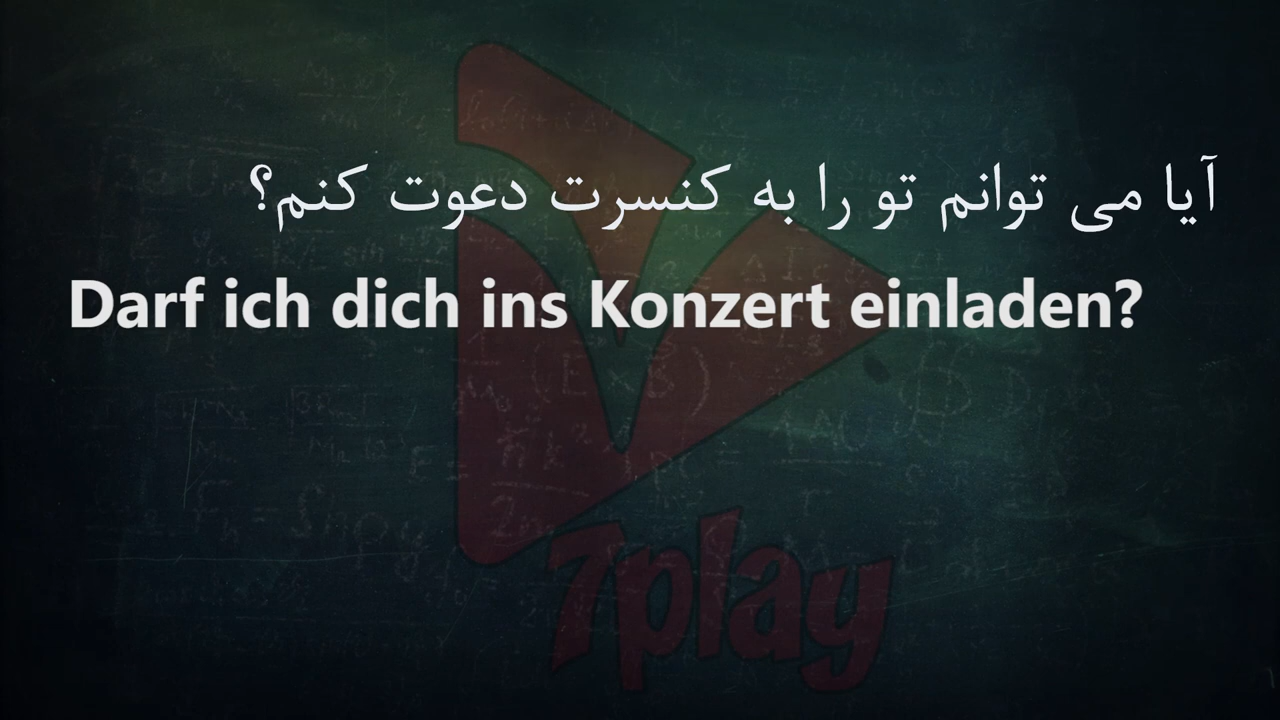 آیا می توانم تو را به کنسرت دعوت کنم؟
Darf ich dich ins Konzert einladen?
7play